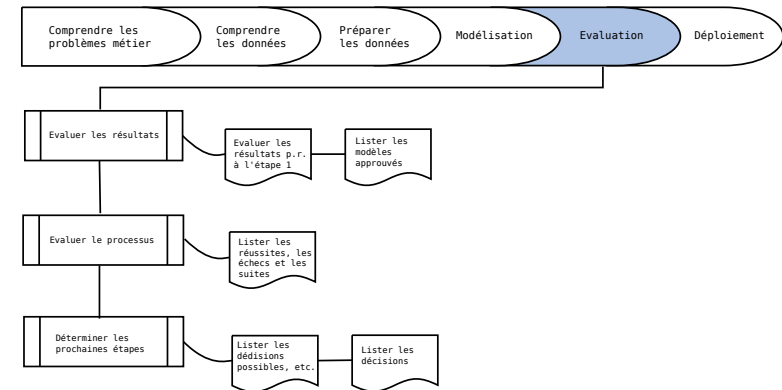 Comprendre les
problèmes métier
Comprendre
les données
Préparer
les données
Modélisation
Evaluation
Déploiement
Evaluer les résultats
Evaluer les
résultats p.r.
à l'étape 1
Lister les
modèles
approuvés
Evaluer le processus
Lister les
réussites, les
échecs et les
suites
Déterminer les
prochaines étapes
Lister les
dédisions
possibles, etc.
Lister les
décisions